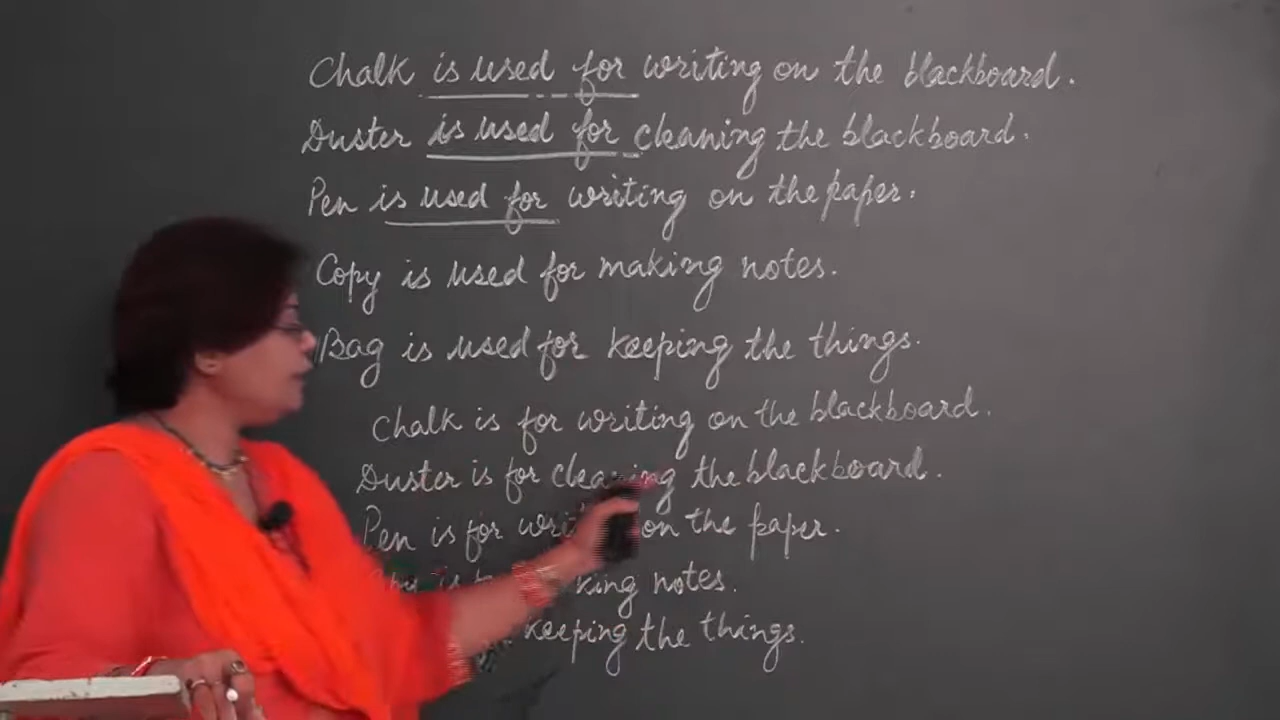 Chalk is used for writing on the blackboard.
Duster is used for cleaning the blackboard.
Pen is used for writing on the paper.
Copy is used for making notes.
Bag is used for keeping the things.
Chalk is for writing on the blackboard.
Duster is for cleaning the blackboard.
Pen is for on the paper.
is notes.
keeping the things.